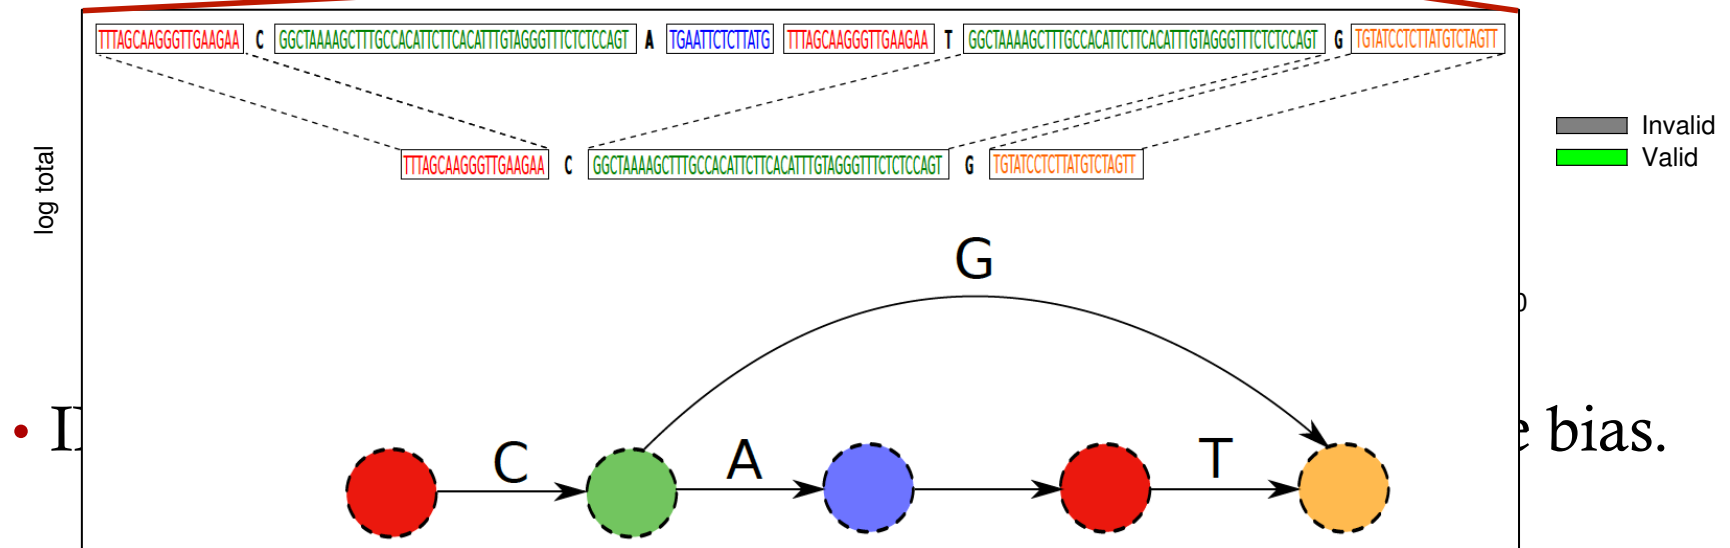 TTTAGCAAGGGTTGAAGAA C GGCTAAAAGCTTTGCCACATTCTTCACATTTGTAGGGTTTCTCTCCAGT A TGAATTCTCTTATG TTTAGCAAGGGTTGAAGAA T GGCTAAAAGCTTTGCCACATTCTTCACATTTGTAGGGTTTCTCTCCAGT G TGTATCCTCTTATGTCTAGTT
TTTAGCAAGGGTTGAAGAA C GGCTAAAAGCTTTGCCACATTCTTCACATTTGTAGGGTTTCTCTCCAGT G TGTATCCTCTTATGTCTAGTT
Invalid
Valid
log total
G
bias.
C A T